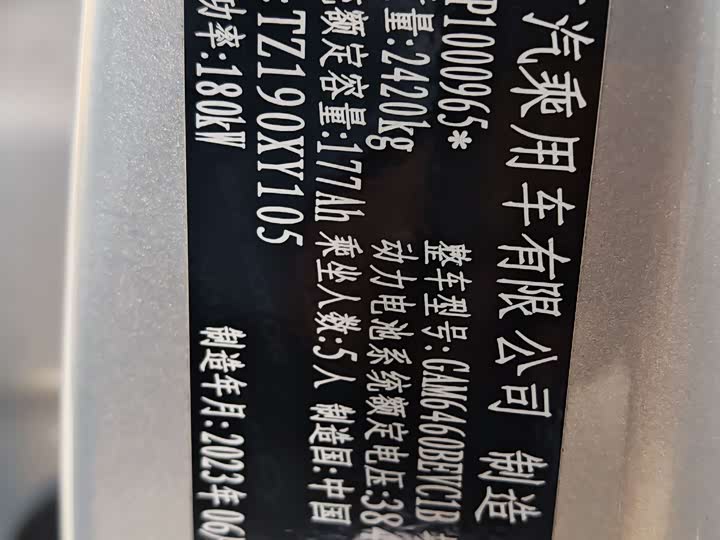 汽乘用车有限公司 制造
P1000965* 整车型号:GAM6460BEVC1B
量:2420kg 动力电池系统额定电压:384
统额定容量:177Ah 乘坐人数:5人 制造国:中国
:TZ190XY105
功率:180kW 制造年月:2023年06